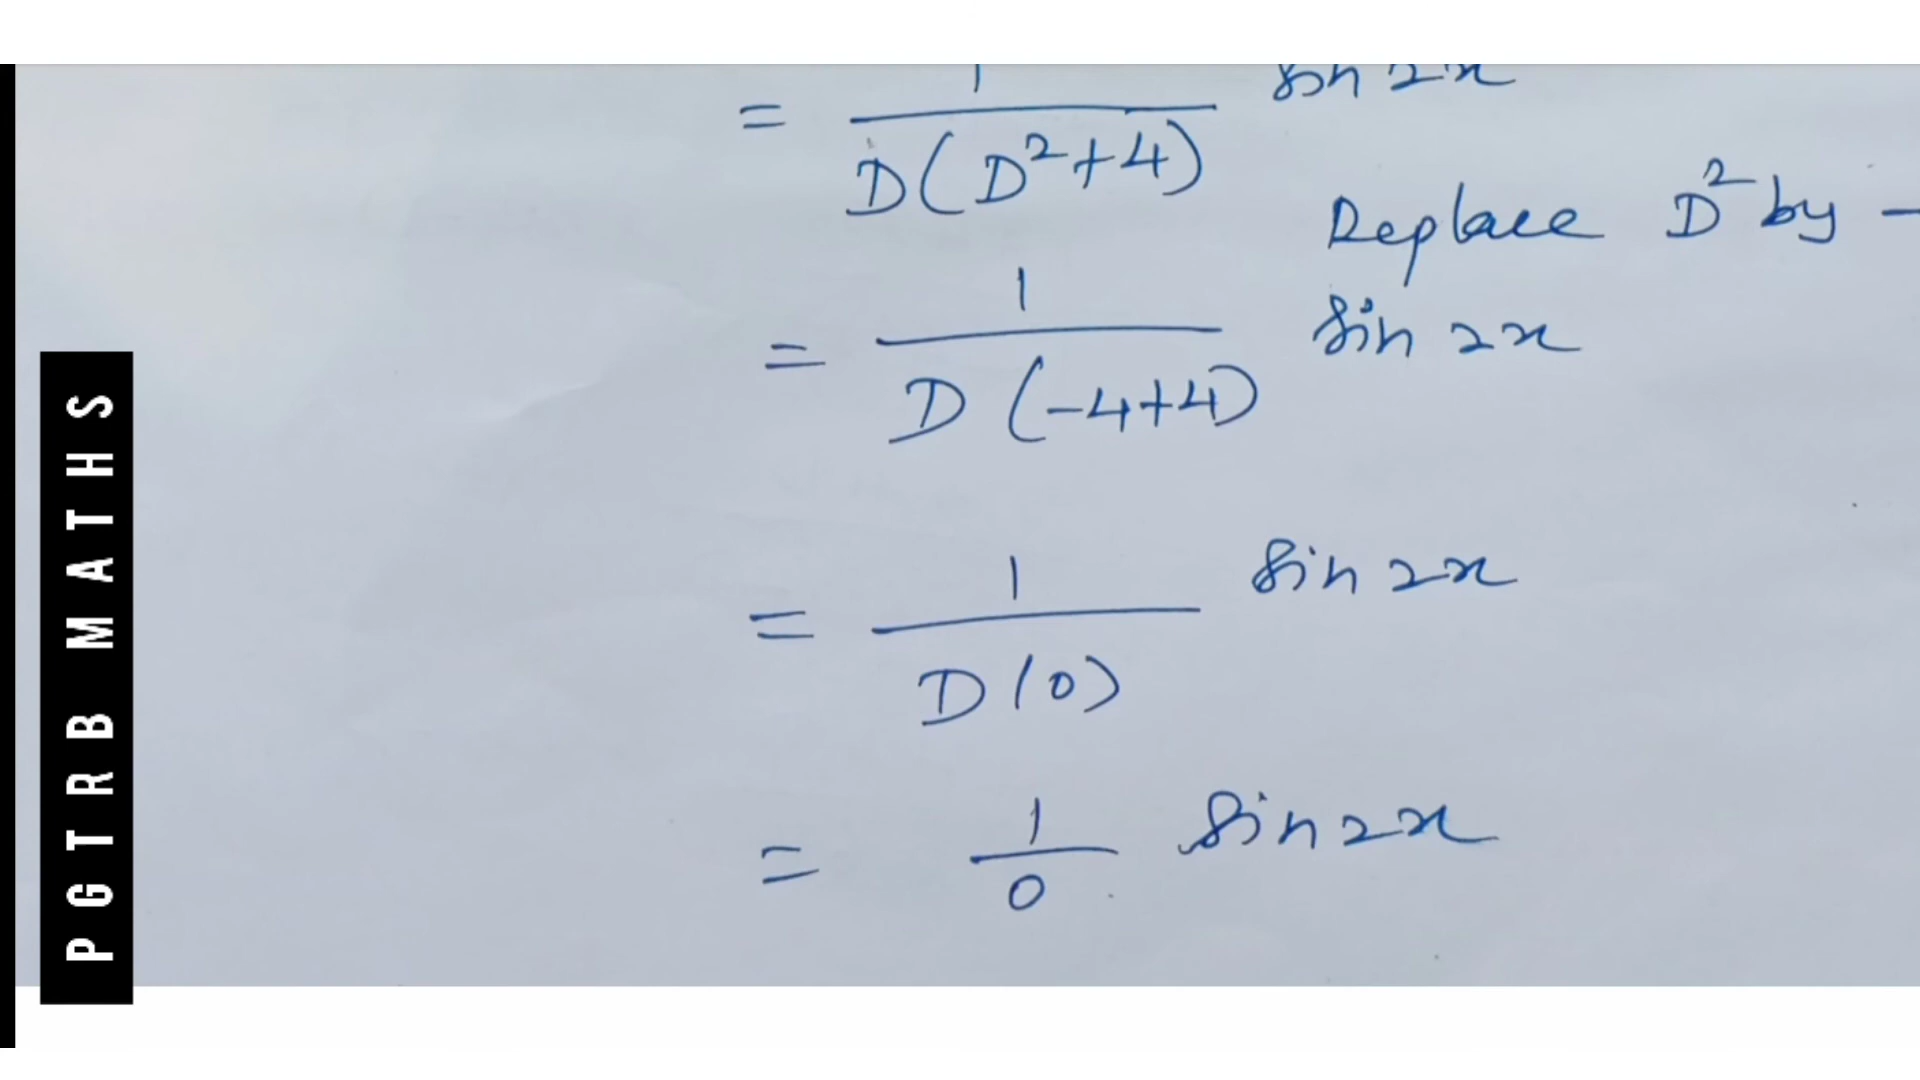 = 1 / D(D²+4) sin 2x
Replace D² by -
= 1 / D (-4+4) sin 2x
= 1 / D(0) sin 2x
= 1 / 0 sin 2x
PGTRB MATHS